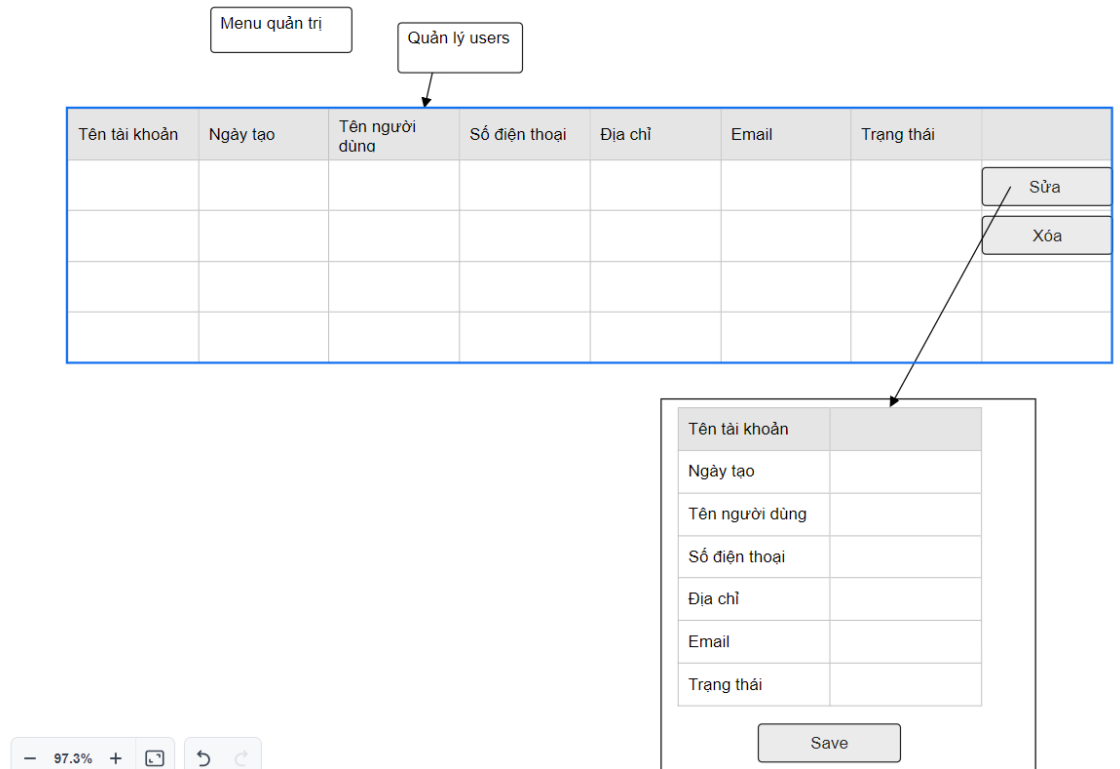 Menu quản trị
Quản lý users
Tên tài khoản
Ngày tạo
Tên người
dùng
Số điện thoại
Địa chỉ
Email
Trạng thái
Sửa
Xóa
Tên tài khoản
Ngày tạo
Tên người dùng
Số điện thoại
Địa chỉ
Email
Trạng thái
Save
97.3%